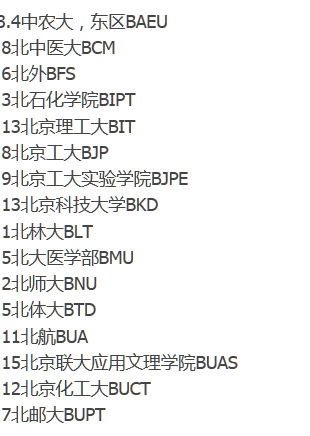 3.4中农大，东区BAEU
8北中医大BCM
6北外BFS
3北石化学院BIPT
13北京理工大BIT
8北京工大BJP
9北京工大实验学院BJPE
13北京科技大学BKD
1北林大BLT
5北大医学部BMU
2北师大BNU
5北体大BTD
11北航BUA
15北京联大应用文理学院BUAS
12北京化工大BUCT
7北邮大BUPT